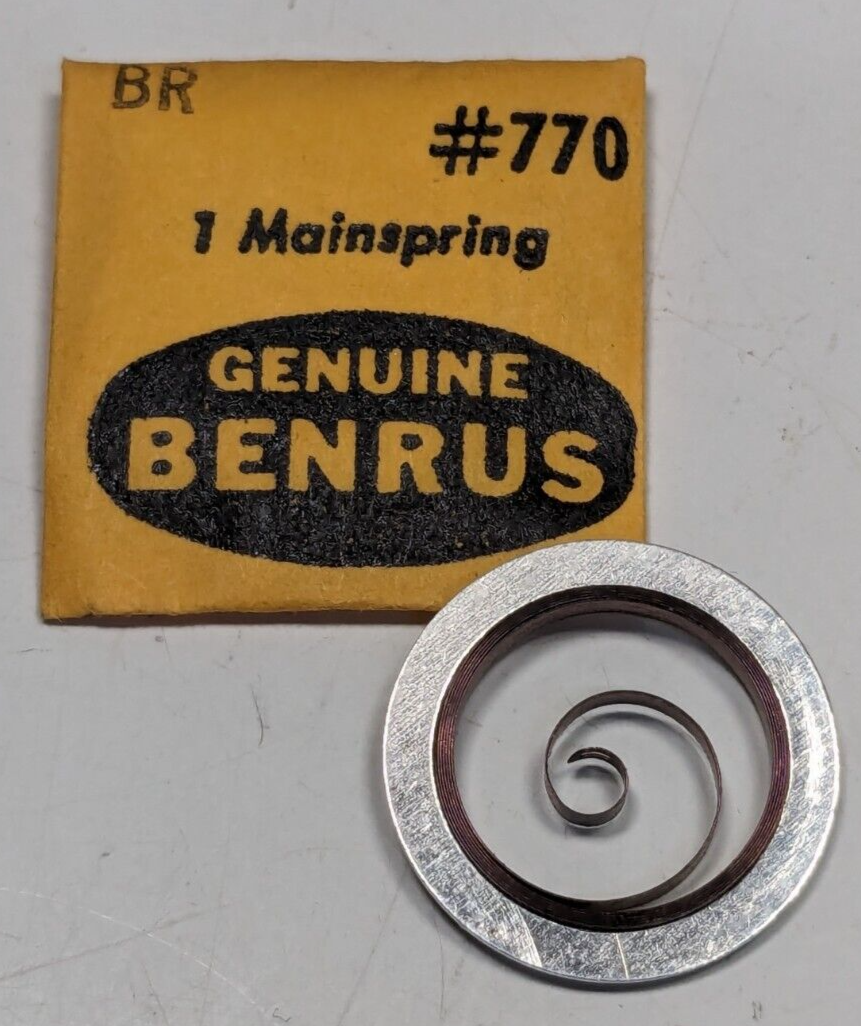 BR
#770
1 Mainspring
GENUINE
BENRUS